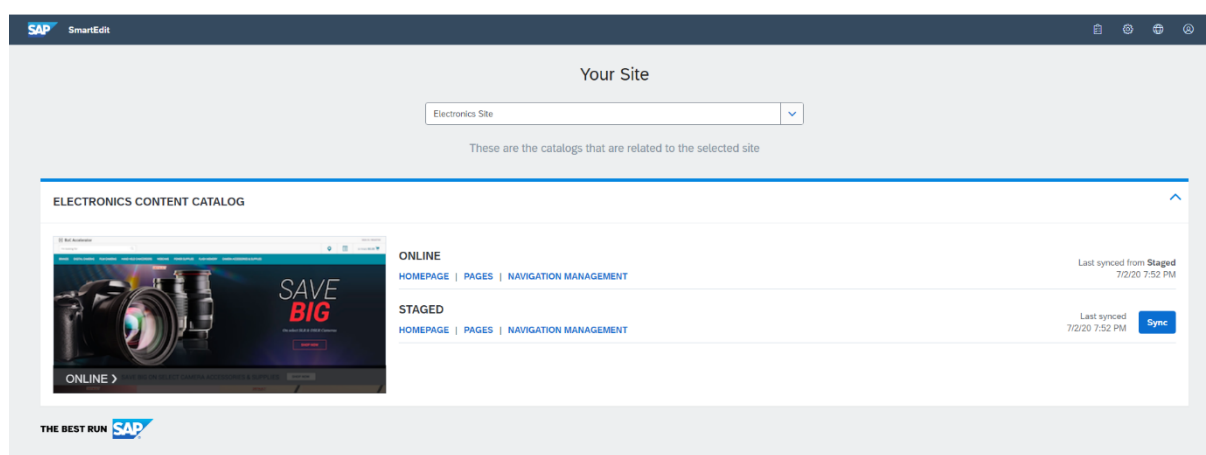 SAP SmartEdit
Your Site
Electronics Site
These are the catalogs that are related to the selected site
ELECTRONICS CONTENT CATALOG
SAVE
BIG
SHOP NOW
ONLINE >
ONLINE
HOMEPAGE | PAGES | NAVIGATION MANAGEMENT
Last synced from Staged
7/2/20 7:52 PM
STAGED
HOMEPAGE | PAGES | NAVIGATION MANAGEMENT
Last synced
7/2/20 7:52 PM
Sync
THE BEST RUN SAP